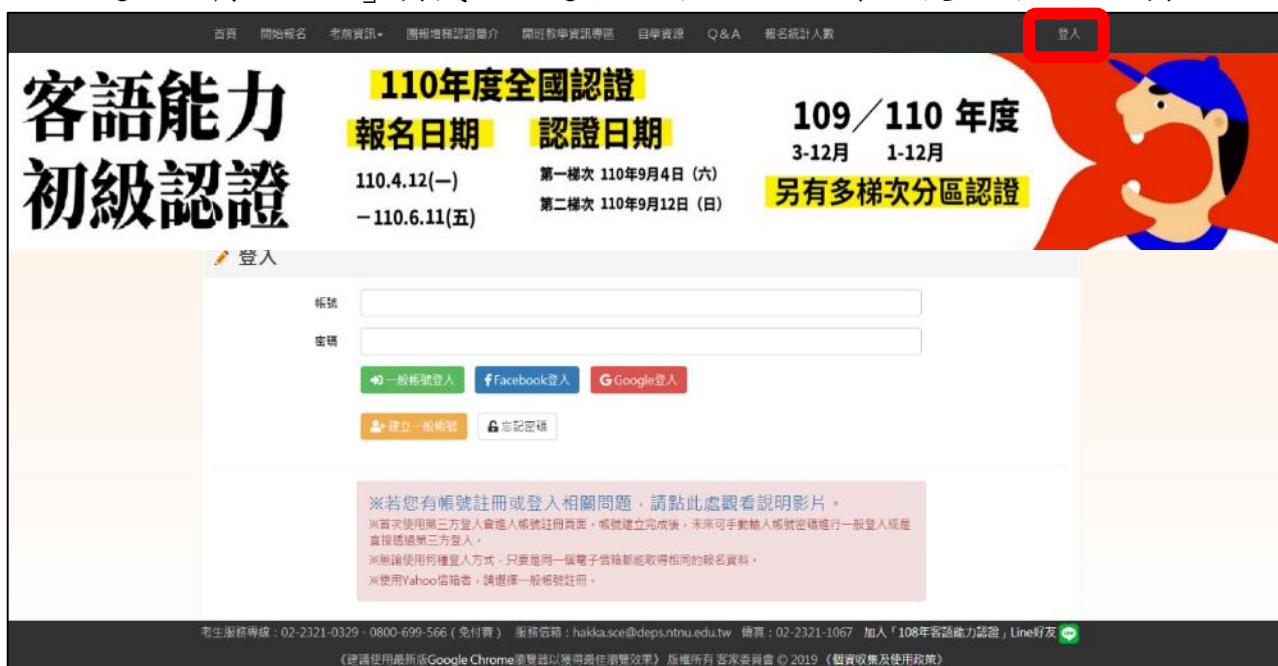 首頁 開始報名 考前資訊 團報增梯認證簡介 開班教學資訊專區 自學資源 Q&A 報名統計人數 登入
客語能力
初級認證
110年度全國認證
報名日期 認證日期
110.4.12(一)
－110.6.11(五)
第一梯次 110年9月4日（六）
第二梯次 110年9月12日（日）
109／110 年度
3-12月 1-12月
另有多梯次分區認證
登入
帳號
密碼
一般帳號登入 Facebook登入 Google登入
建立一般帳號 忘記密碼
※若您有帳號註冊或登入相關問題，請點此處觀看說明影片。
※首次使用第三方登入會進入帳號註冊頁面，帳號建立完成後，未來可手動輸入帳號密碼進行一般登入或是
直接透過第三方登入。
※無論使用何種登入方式，只要是同一個電子信箱都能取得相同的報名資料。
※使用Yahoo信箱者，請選擇一般帳號註冊。
考生服務專線：02-2321-0329、0800-699-566（免付費） 服務信箱：hakka.sce@deps.ntnu.edu.tw 傳真：02-2321-1067 加入「108年客語能力認證」Line好友
《建議使用最新版Google Chrome瀏覽器以獲得最佳瀏覽效果》 版權所有 客家委員會 © 2019 《個資收集及使用政策》